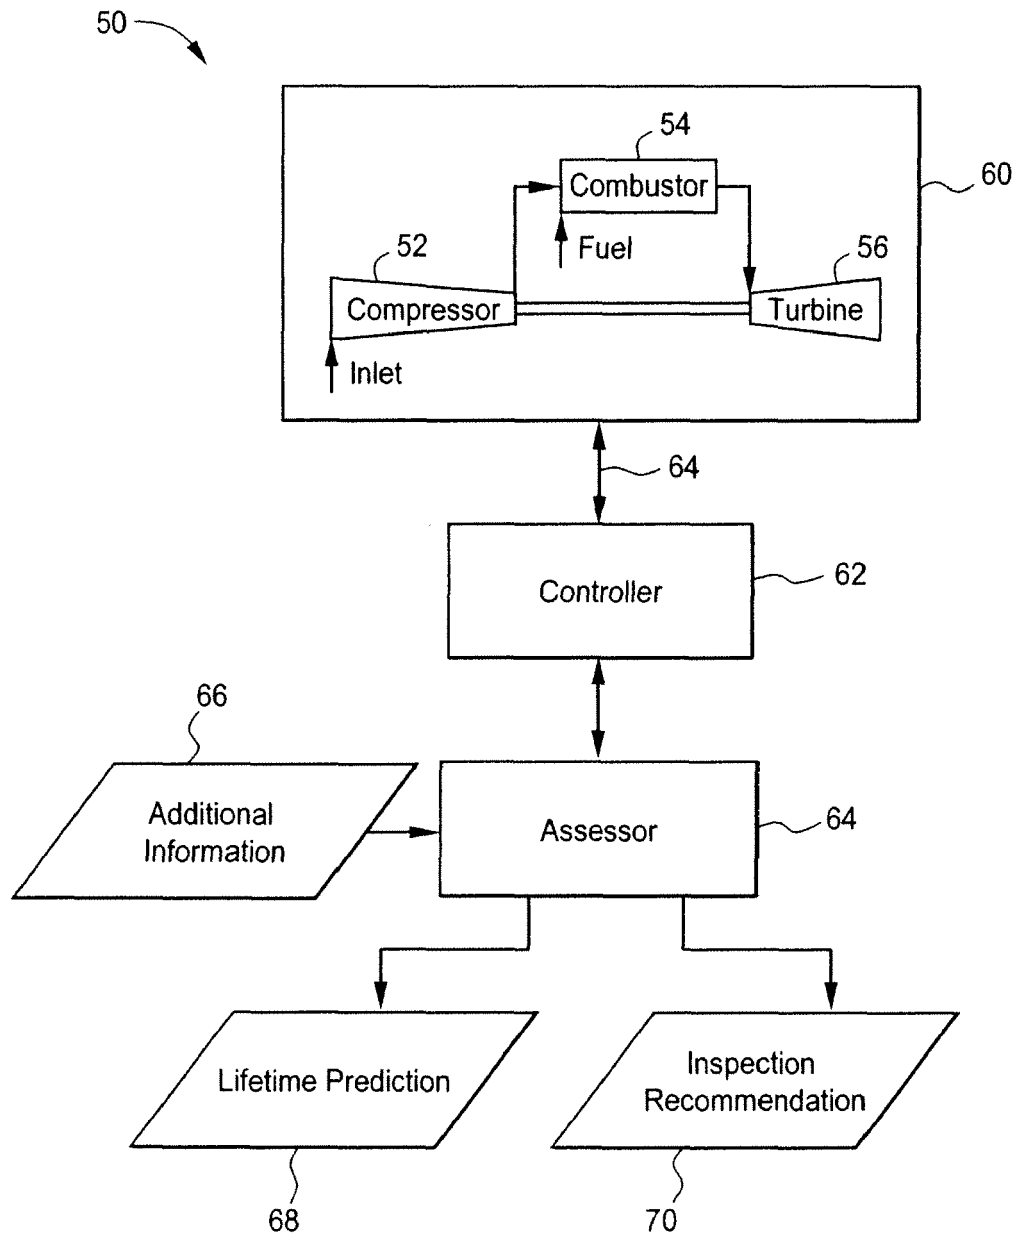 50
54
60
Combustor
52
Fuel
56
Compressor
Turbine
Inlet
64
Controller
62
66
Additional
Information
Assessor
64
Lifetime Prediction
Inspection
Recommendation
68
70